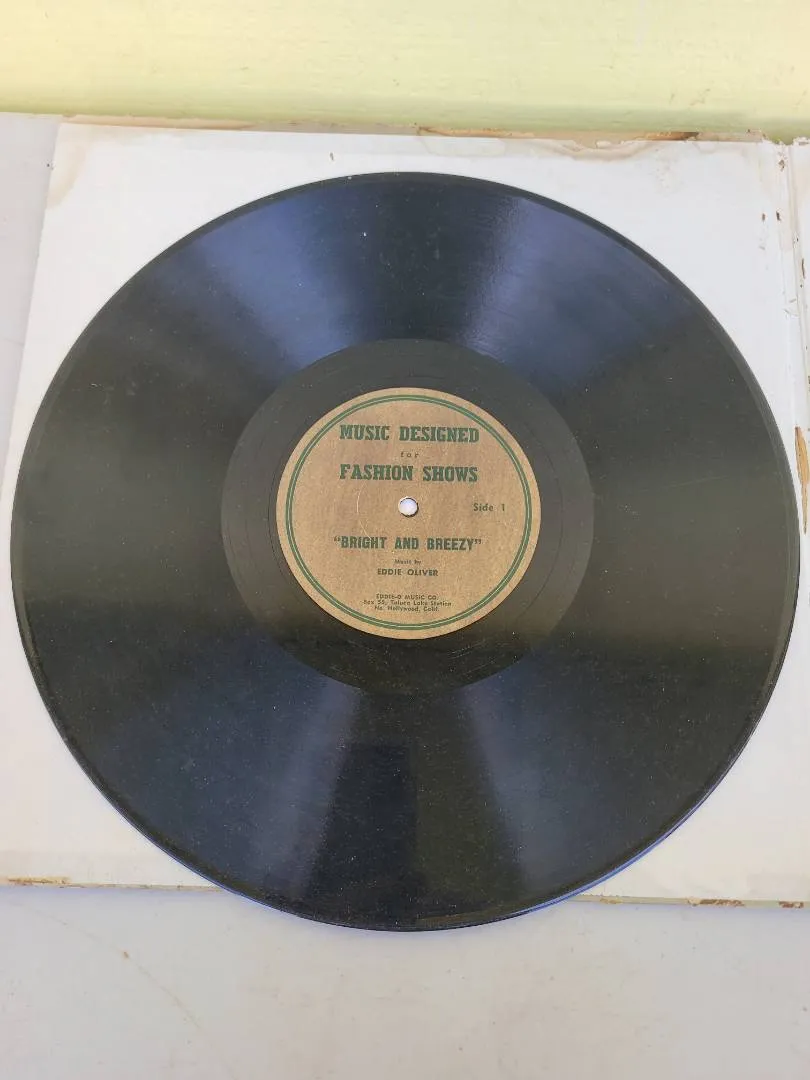 MUSIC DESIGNED
for
FASHION SHOWS
Side 1
"BRIGHT AND BREEZY"
Music by
EDDIE OLIVER
EDDIE-O MUSIC CO.
Box 59, Toluca Lake Station
No. Hollywood, Calif.